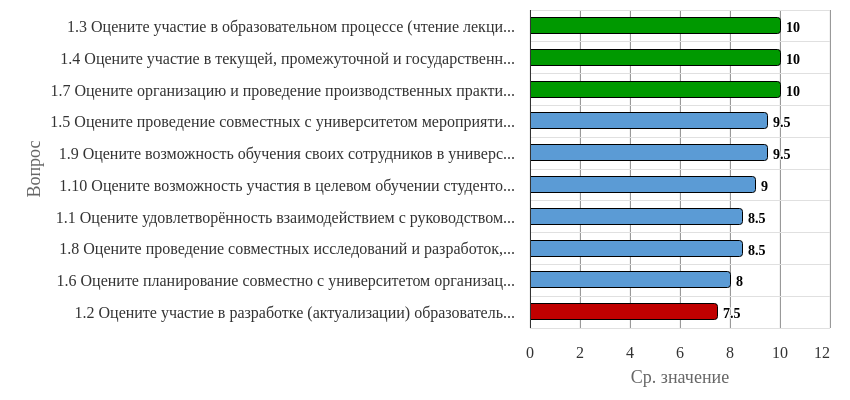 1.3 Оцените участие в образовательном процессе (чтение лекци... 10
1.4 Оцените участие в текущей, промежуточной и государственн... 10
1.7 Оцените организацию и проведение производственных практи... 10
1.5 Оцените проведение совместных с университетом мероприяти... 9.5
1.9 Оцените возможность обучения своих сотрудников в универс... 9.5
1.10 Оцените возможность участия в целевом обучении студенто... 9
1.1 Оцените удовлетворённость взаимодействием с руководством... 8.5
1.8 Оцените проведение совместных исследований и разработок,... 8.5
1.6 Оцените планирование совместно с университетом организац... 8
1.2 Оцените участие в разработке (актуализации) образователь... 7.5
Вопрос
0 2 4 6 8 10 12
Ср. значение